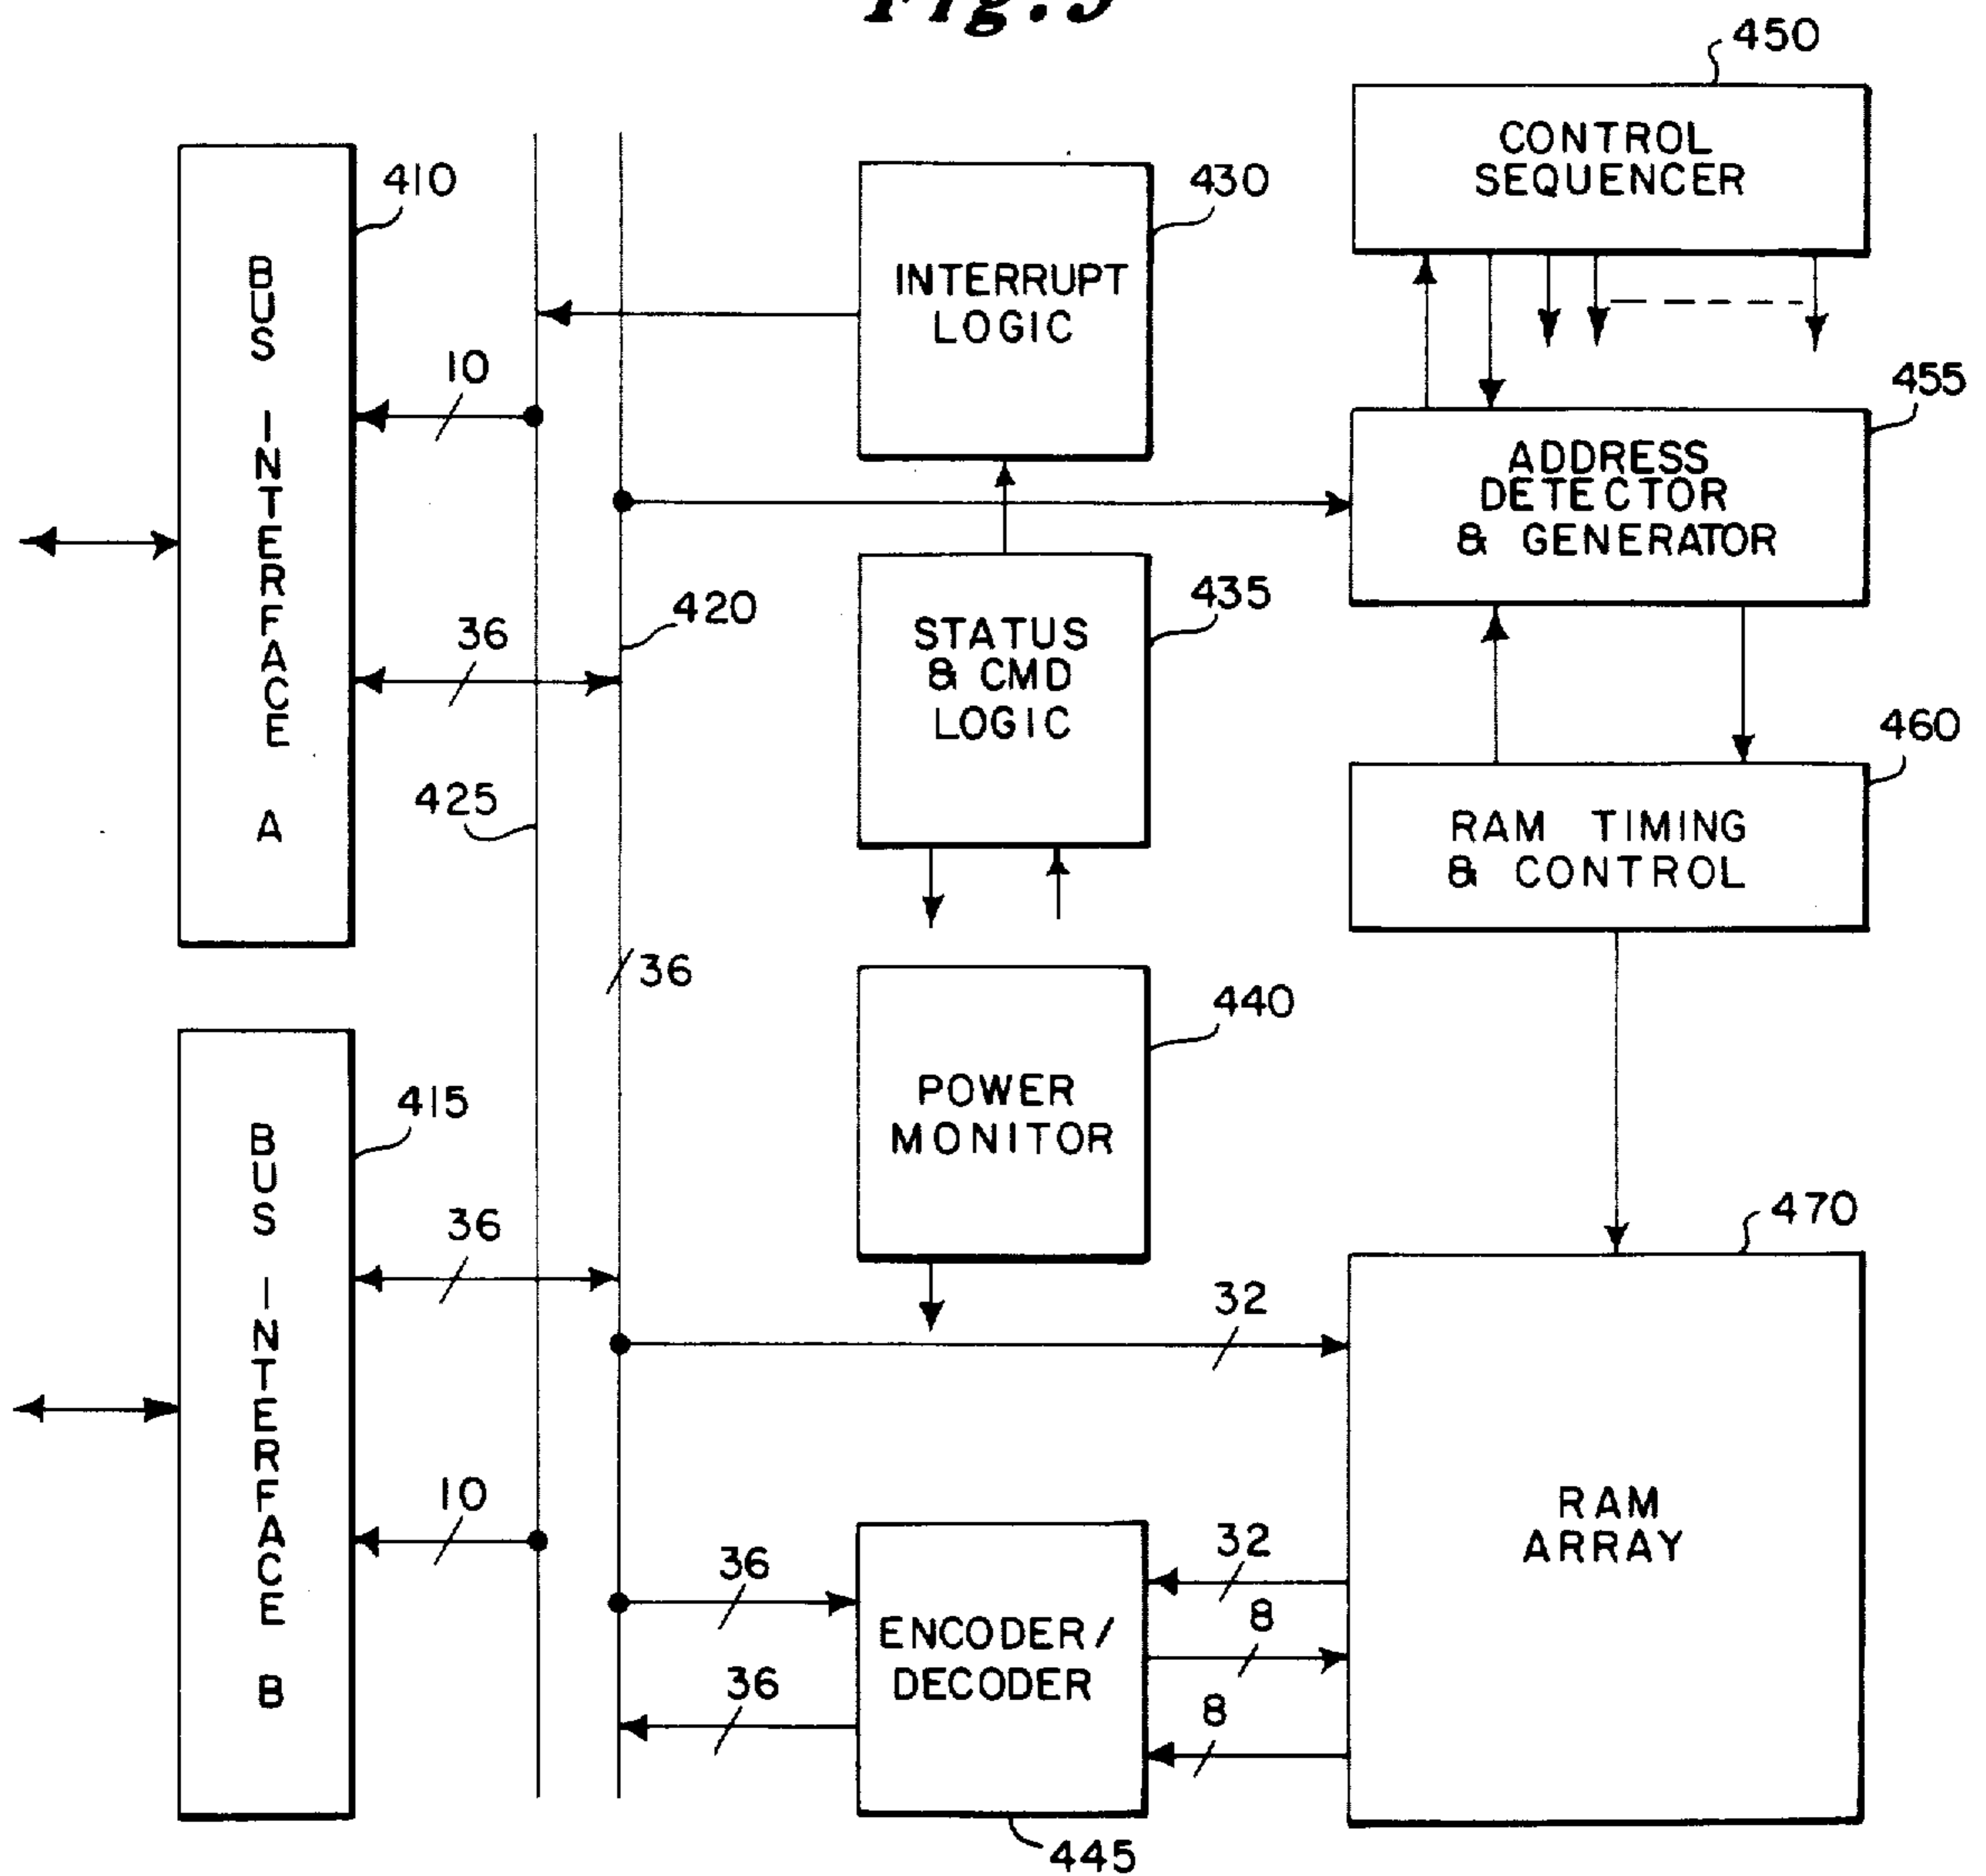 450
CONTROL
SEQUENCER
410
430
BUS INTERFACE A
INTERRUPT
LOGIC
10
455
ADDRESS
DETECTOR
& GENERATOR
420
435
36
STATUS
& CMD
LOGIC
460
425
RAM TIMING
& CONTROL
36
440
POWER
MONITOR
415
BUS INTERFACE B
36
470
32
10
RAM
ARRAY
36
32
8
ENCODER/
DECODER
36
8
445